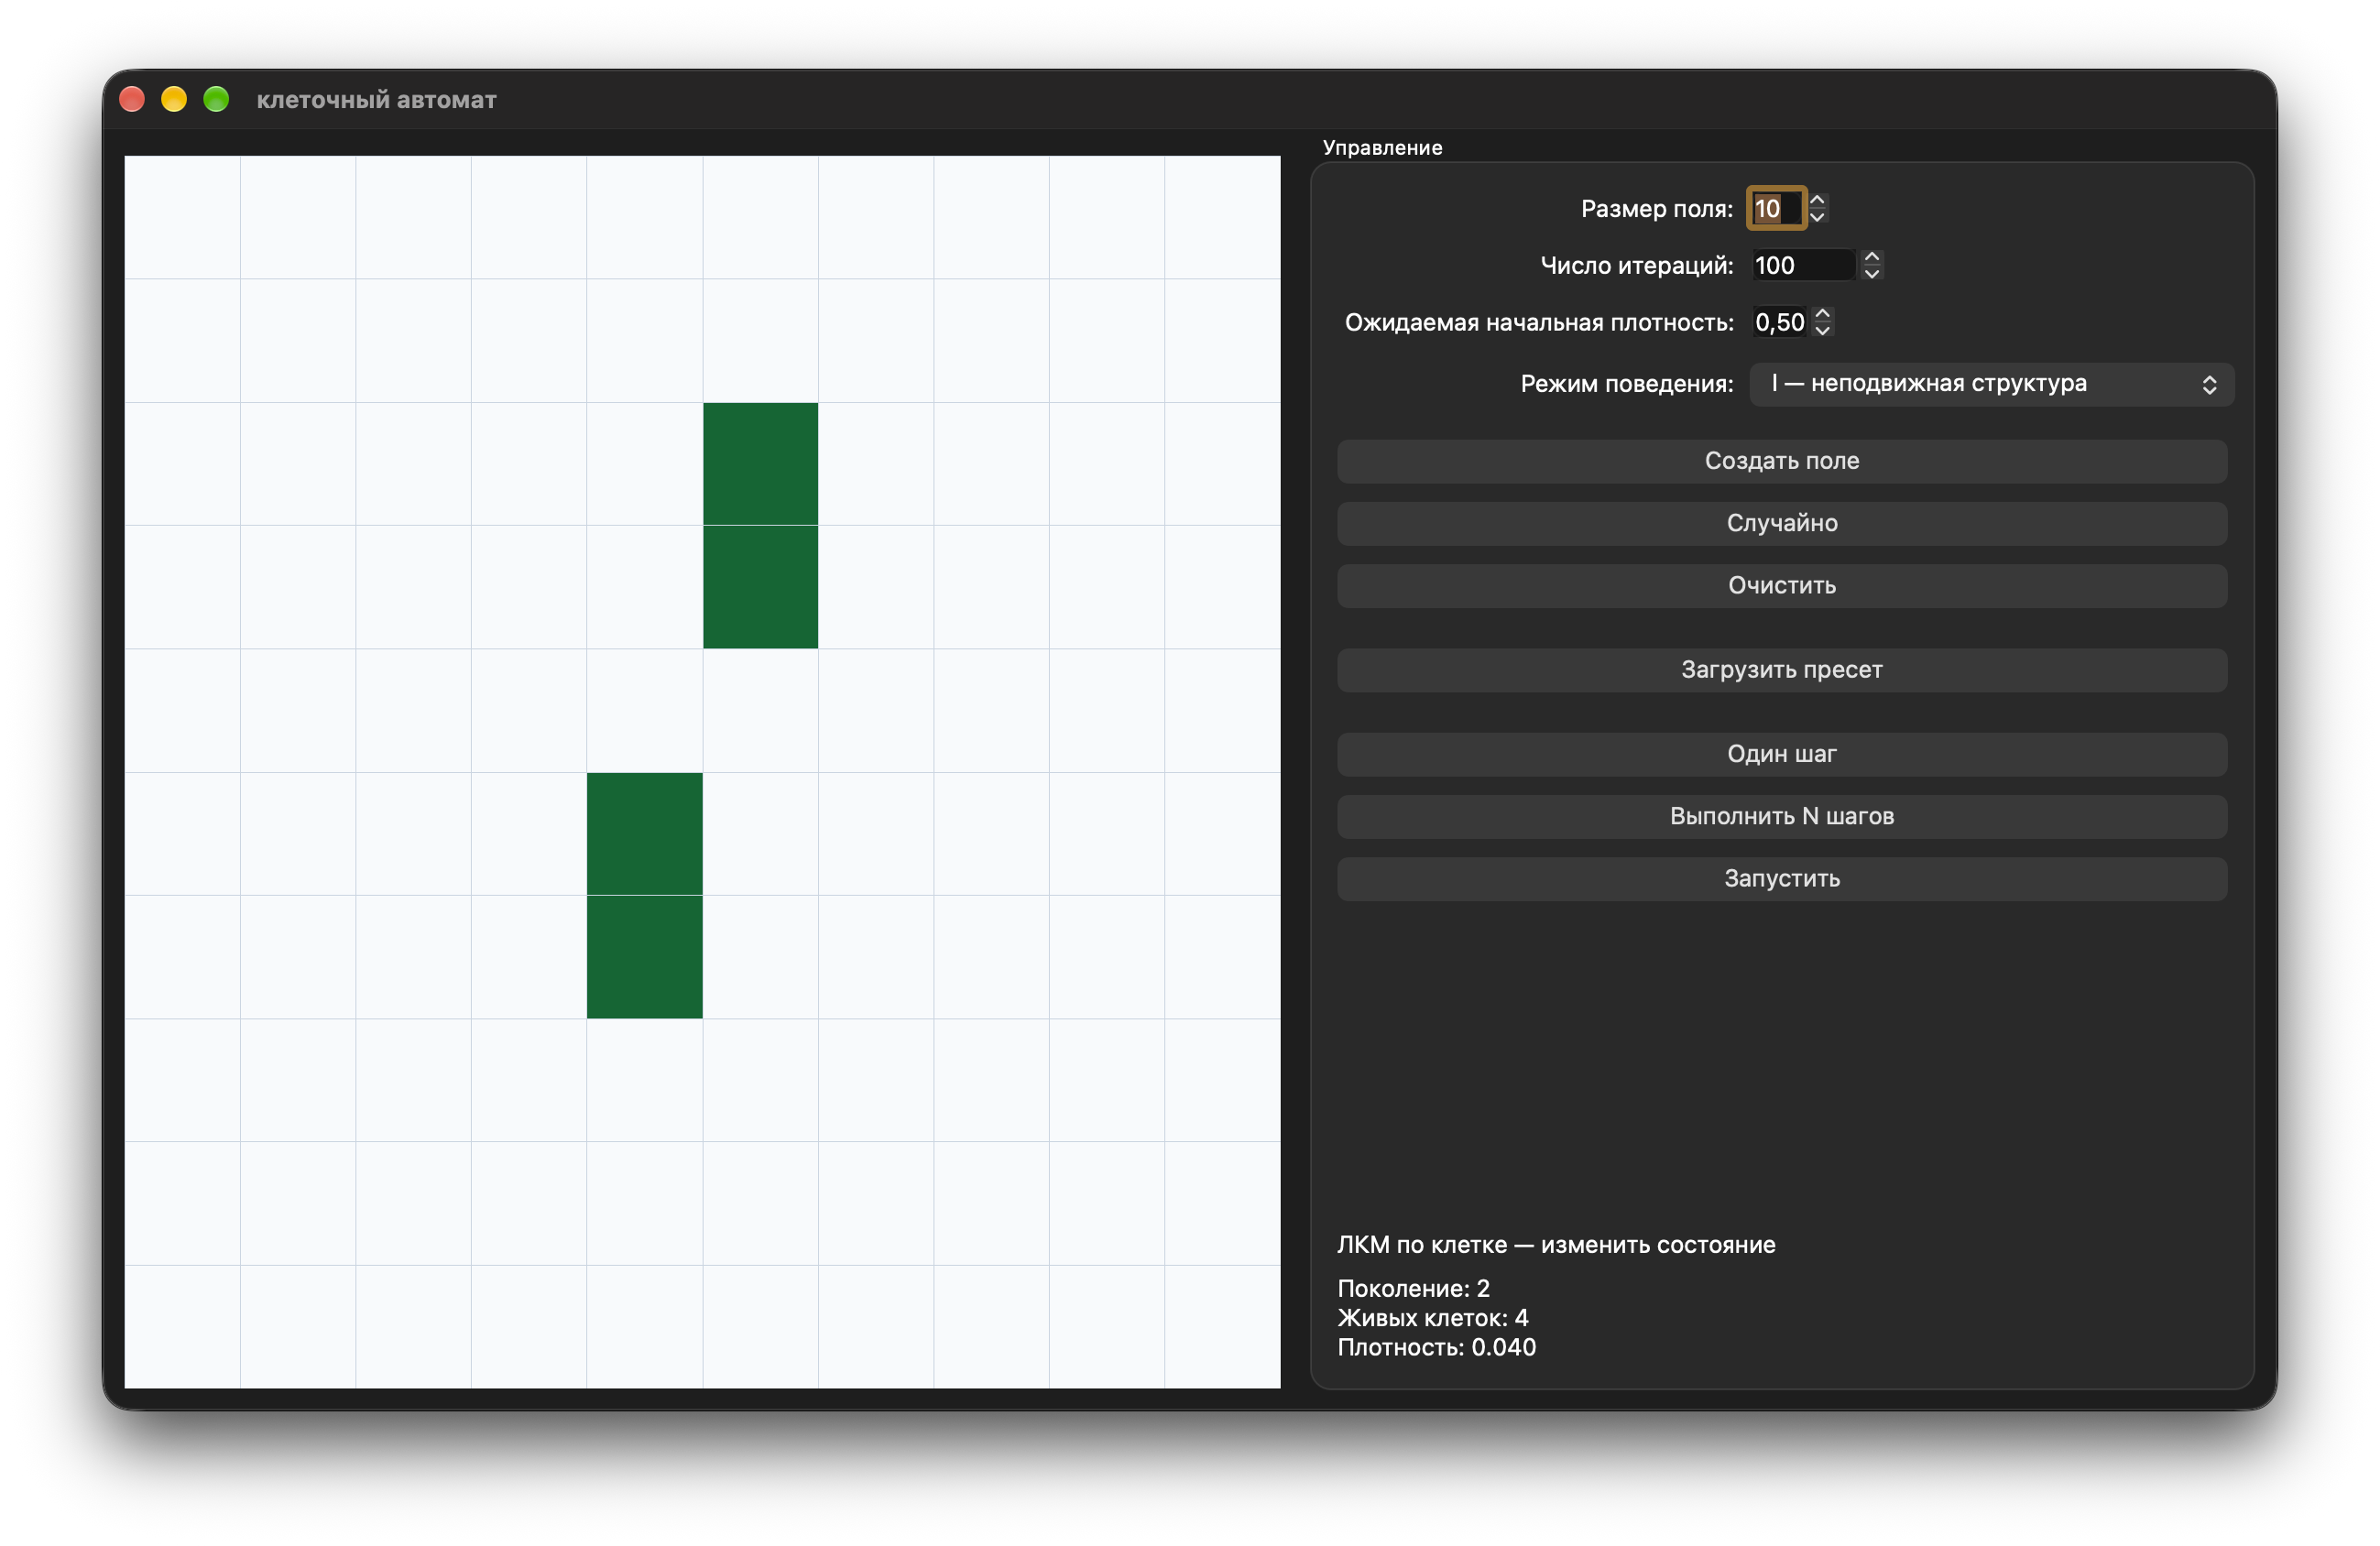 клеточный автомат
Управление
Размер поля: 10
Число итераций: 100
Ожидаемая начальная плотность: 0,50
Режим поведения: I — неподвижная структура
Создать поле
Случайно
Очистить
Загрузить пресет
Один шаг
Выполнить N шагов
Запустить
ЛКМ по клетке — изменить состояние
Поколение: 2
Живых клеток: 4
Плотность: 0.040